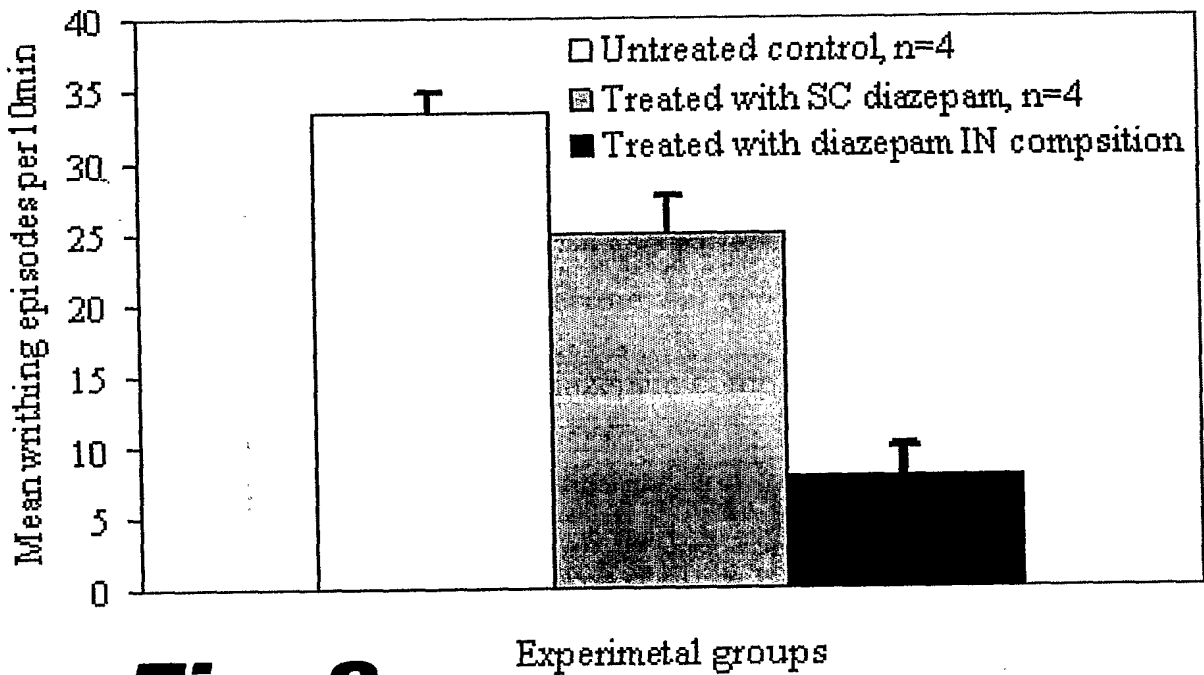 40
35
30
25
20
15
10
5
0
Mean writhing episodes per 10min
Untreated control, n=4
Treated with SC diazepam, n=4
Treated with diazepam IN compsition
Experimetal groups